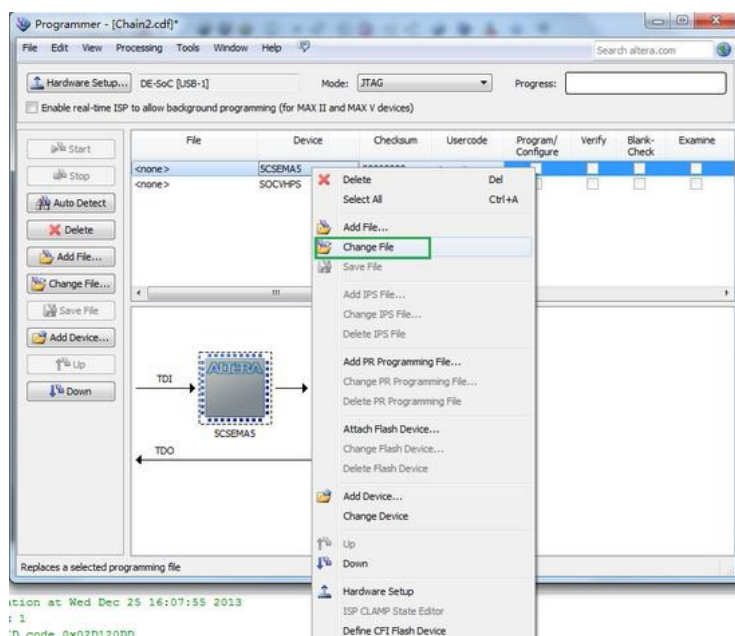 Programmer - [Chain2.cdf]*
File Edit View Processing Tools Window Help
Search altera.com
Hardware Setup... DE-SoC [USB-1] Mode: JTAG Progress:
Enable real-time ISP to allow background programming (for MAX II and MAX V devices)
File Device Checksum Usercode Program/ Configure Verify Blank- Check Examine
Start
Stop
Auto Detect
Delete
Add File...
Change File...
Save File
Add Device...
Up
Down
<none> 5CSEMA5 00000000
<none> SOCVHPS
Delete Del
Select All Ctrl+A
Add File...
Change File
Save File
Add IPS File...
Change IPS File...
Delete IPS File
Add PR Programming File...
Change PR Programming File...
Delete PR Programming File
Attach Flash Device...
Change Flash Device...
Delete Flash Device
Add Device...
Change Device
Up
Down
Hardware Setup
ISP CLAMP State Editor
Define CFI Flash Device
TDI
ALTERA
5CSEMA5
TDO
Replaces a selected programming file
tion at Wed Dec 25 16:07:55 2013
: 1
D code 0x02D120DD